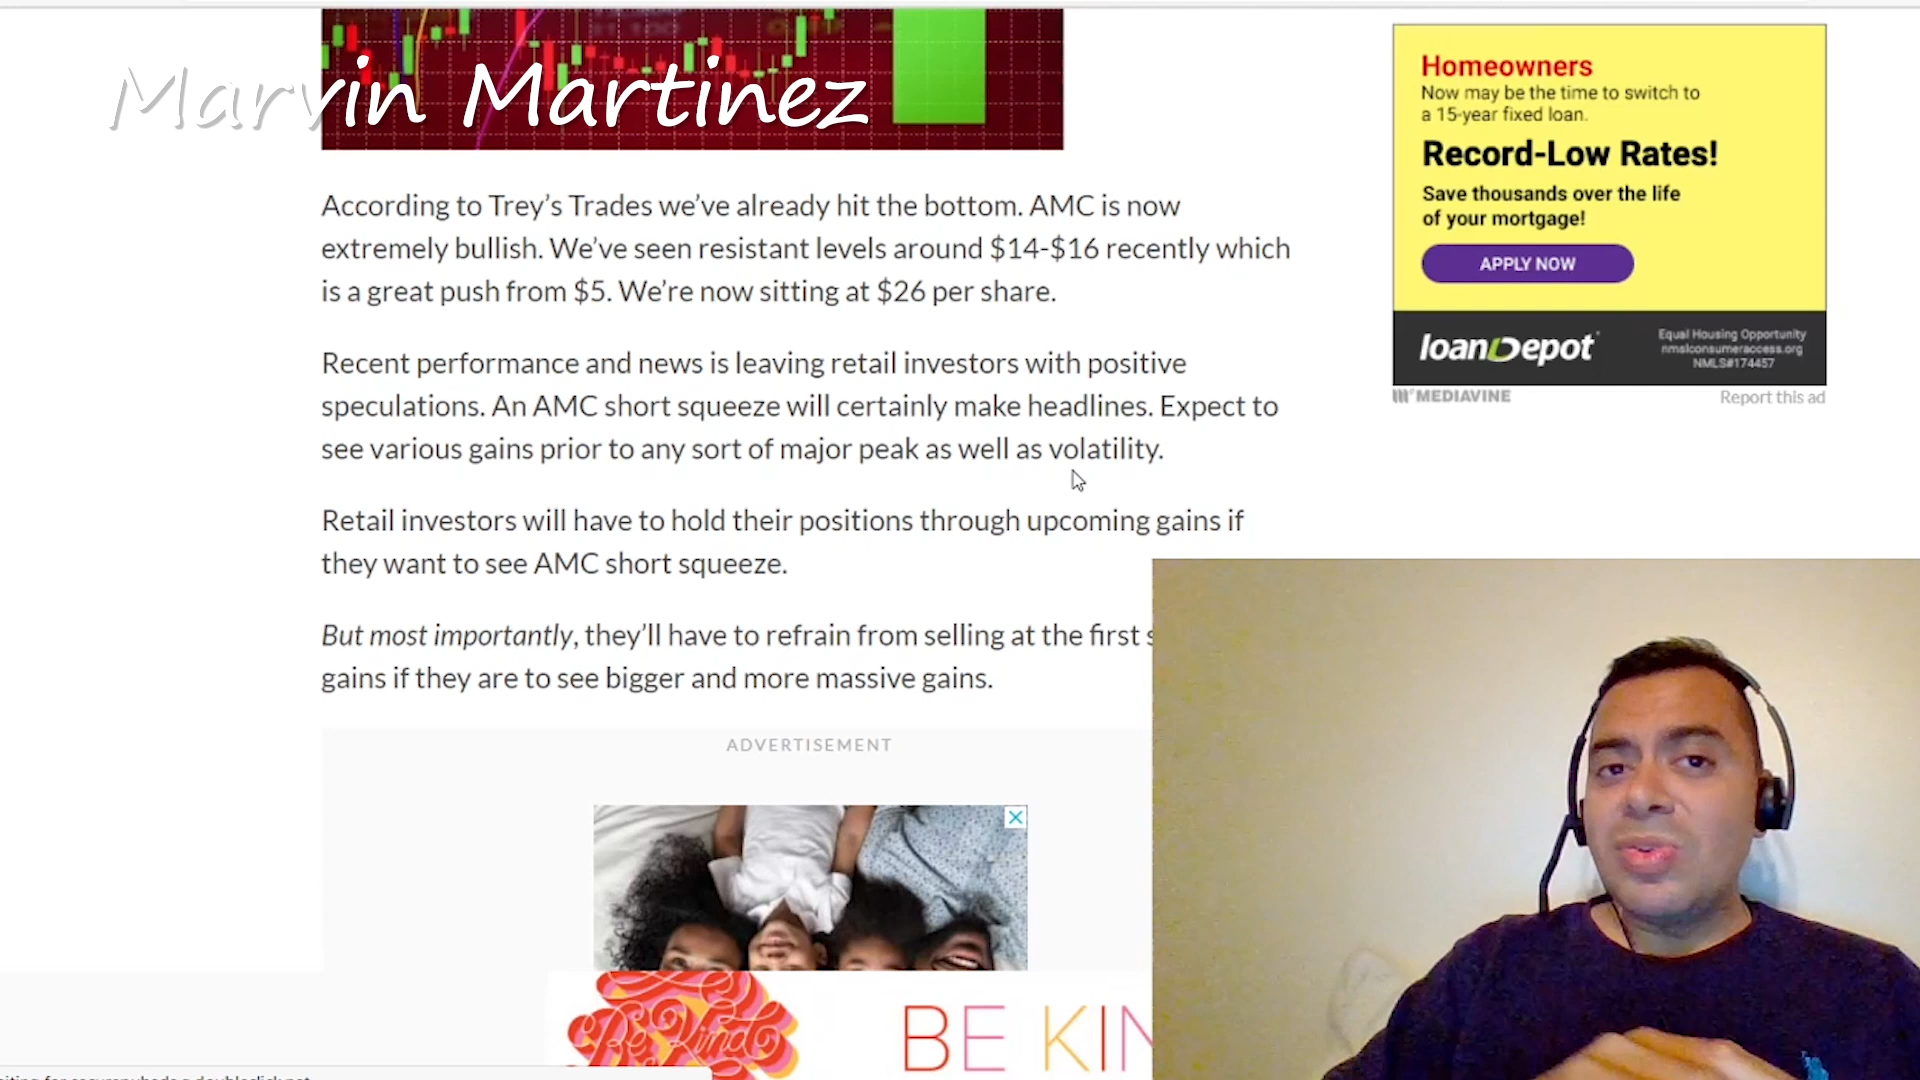 Marvin Martinez
According to Trey's Trades we've already hit the bottom. AMC is now
extremely bullish. We've seen resistant levels around $14-$16 recently which
is a great push from $5. We're now sitting at $26 per share.
Recent performance and news is leaving retail investors with positive
speculations. An AMC short squeeze will certainly make headlines. Expect to
see various gains prior to any sort of major peak as well as volatility.
Retail investors will have to hold their positions through upcoming gains if
they want to see AMC short squeeze.
But most importantly, they'll have to refrain from selling at the first
gains if they are to see bigger and more massive gains.
ADVERTISEMENT
Be Kind
BE KIN
Homeowners
Now may be the time to switch to
a 15-year fixed loan.
Record-Low Rates!
Save thousands over the life
of your mortgage!
APPLY NOW
loanDepot
Equal Housing Opportunity
nmlsconsumeraccess.org
NMLS#174457
MEDIAVINE
Report this ad